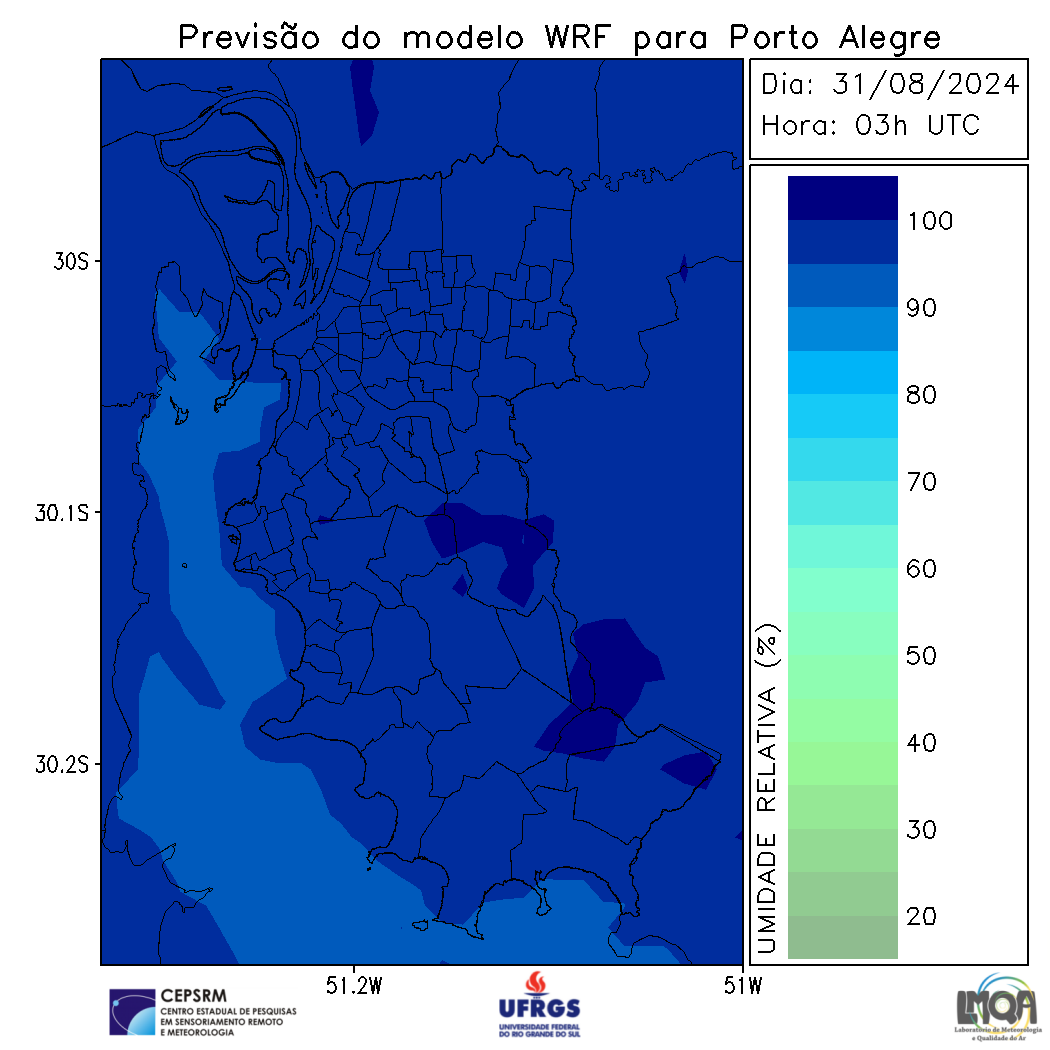 Previsão do modelo WRF para Porto Alegre
Dia: 31/08/2024
Hora: 03h UTC
100
90
80
70
60
50
40
30
20
UMIDADE RELATIVA (%)
30S
30.1S
30.2S
51.2W
51W
CEPSRM
CENTRO ESTADUAL DE PESQUISAS
EM SENSORIAMENTO REMOTO
E METEOROLOGIA
UFRGS
UNIVERSIDADE FEDERAL
DO RIO GRANDE DO SUL
LMQA
Laboratório de Meteorologia
e Qualidade do Ar